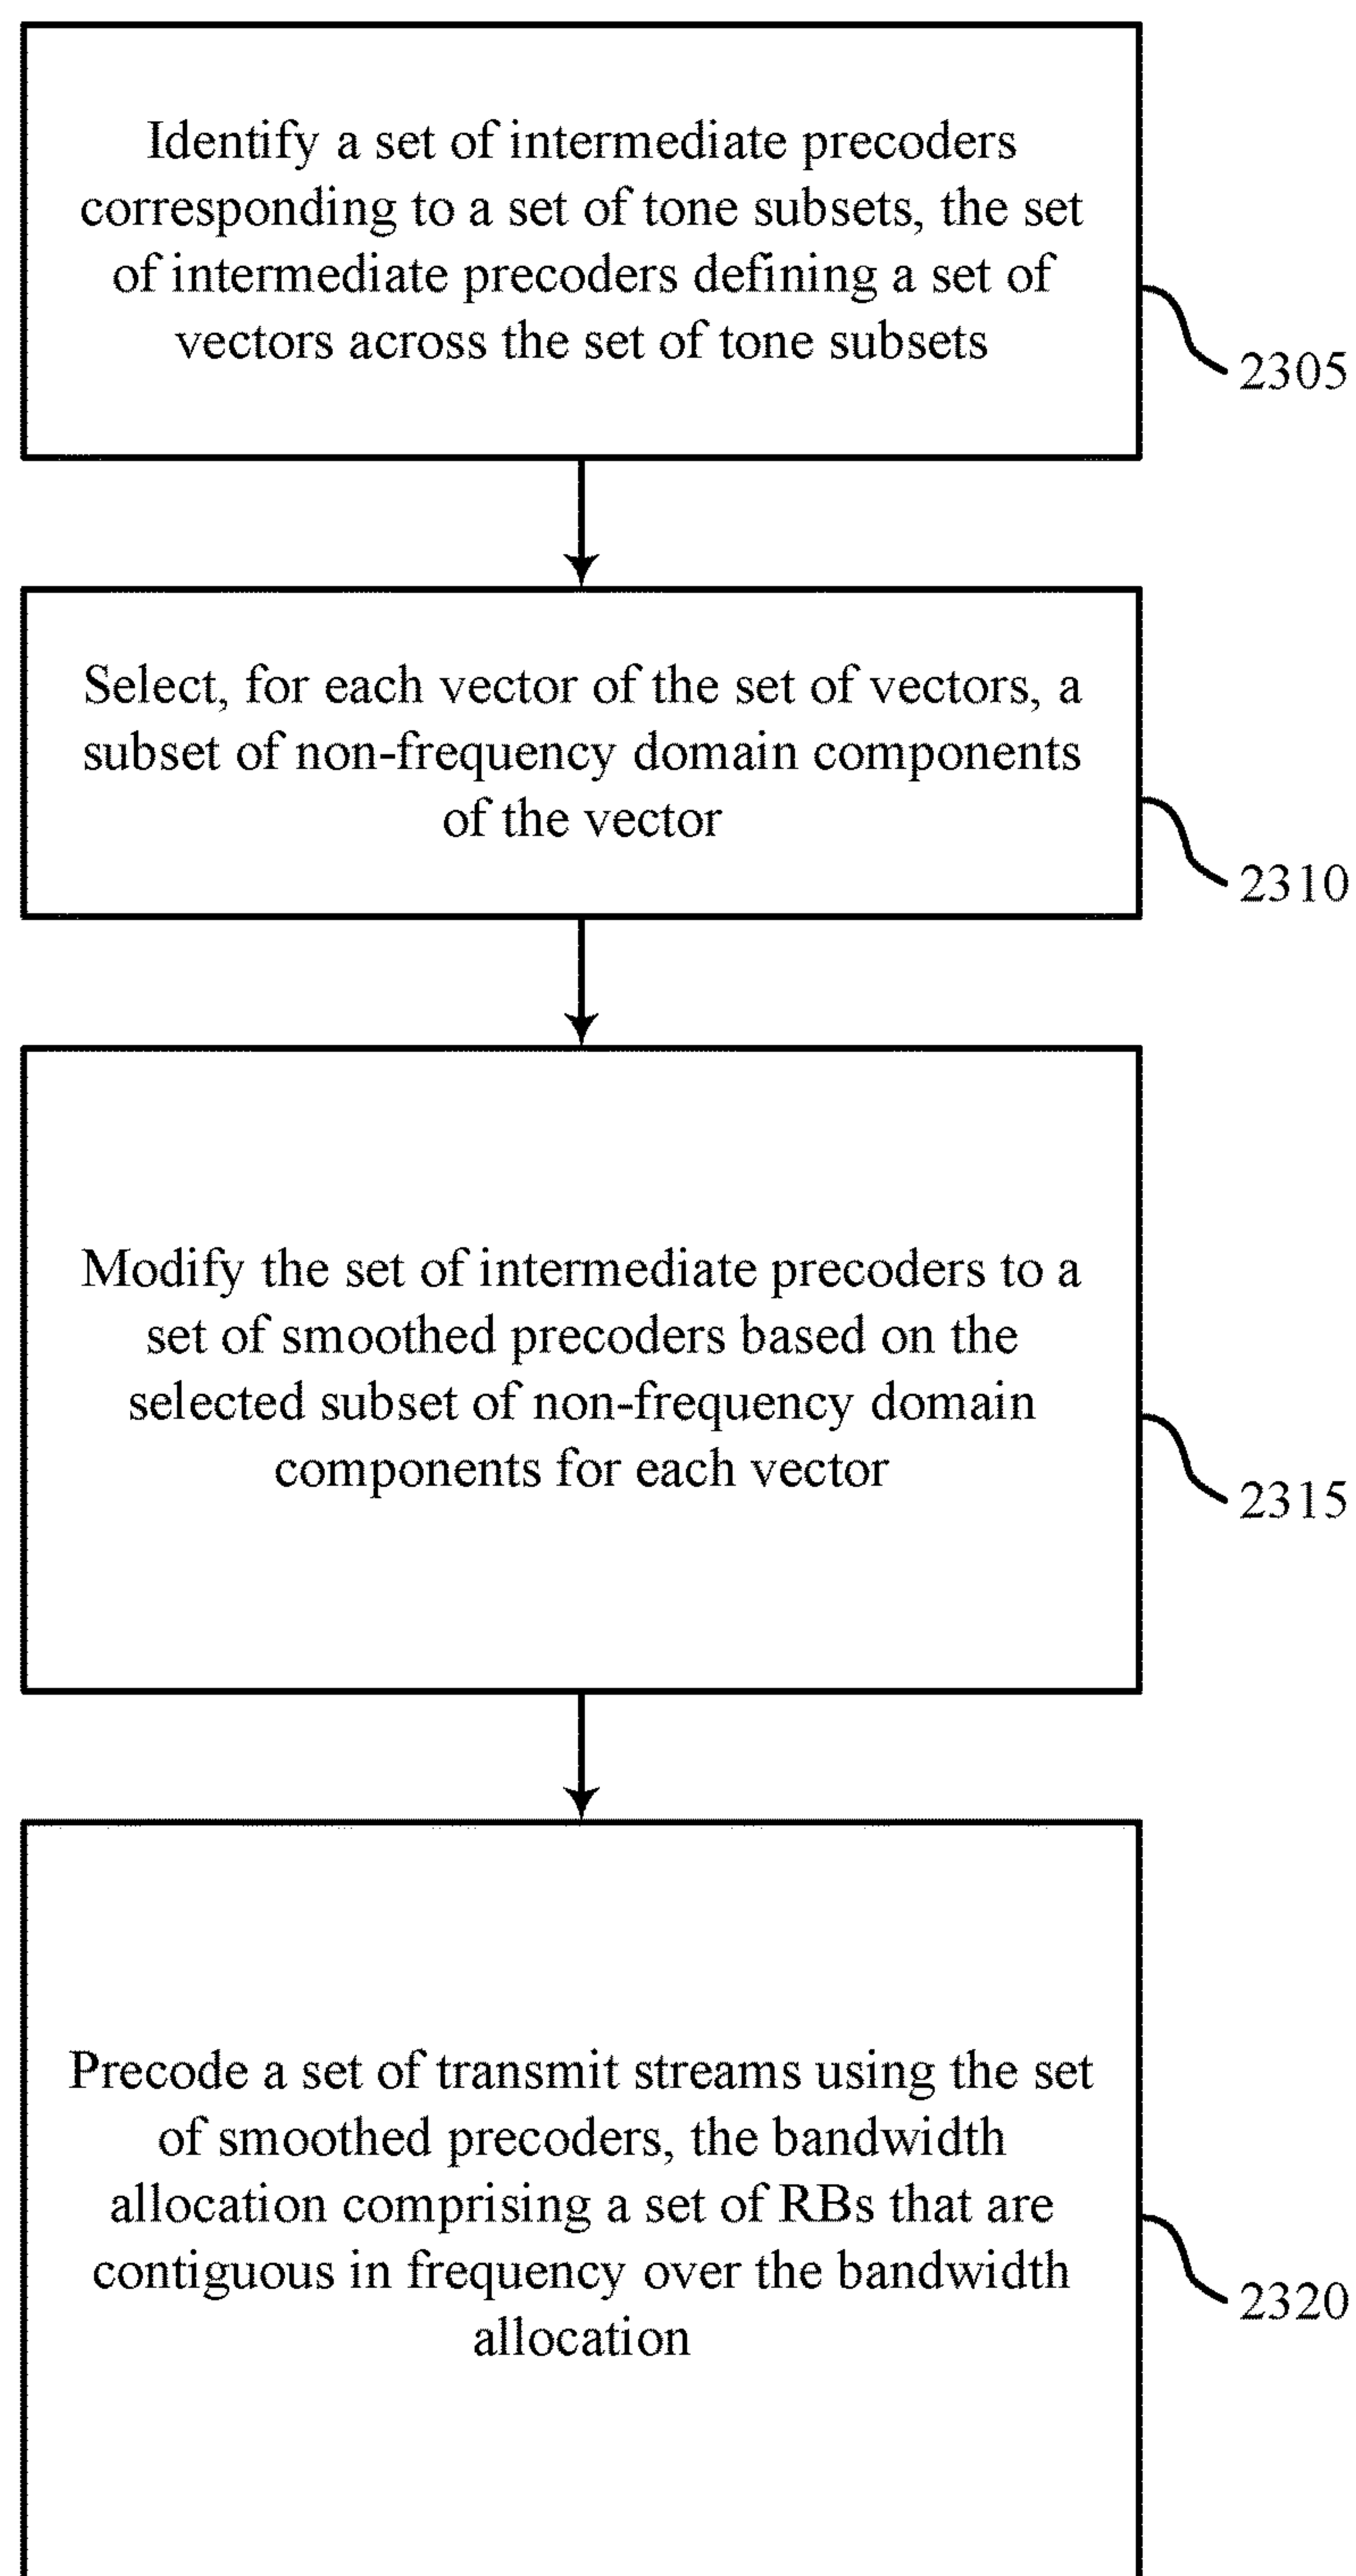 Identify a set of intermediate precoders
corresponding to a set of tone subsets, the set
of intermediate precoders defining a set of
vectors across the set of tone subsets
2305
Select, for each vector of the set of vectors, a
subset of non-frequency domain components
of the vector
2310
Modify the set of intermediate precoders to a
set of smoothed precoders based on the
selected subset of non-frequency domain
components for each vector
2315
Precode a set of transmit streams using the set
of smoothed precoders, the bandwidth
allocation comprising a set of RBs that are
contiguous in frequency over the bandwidth
allocation
2320